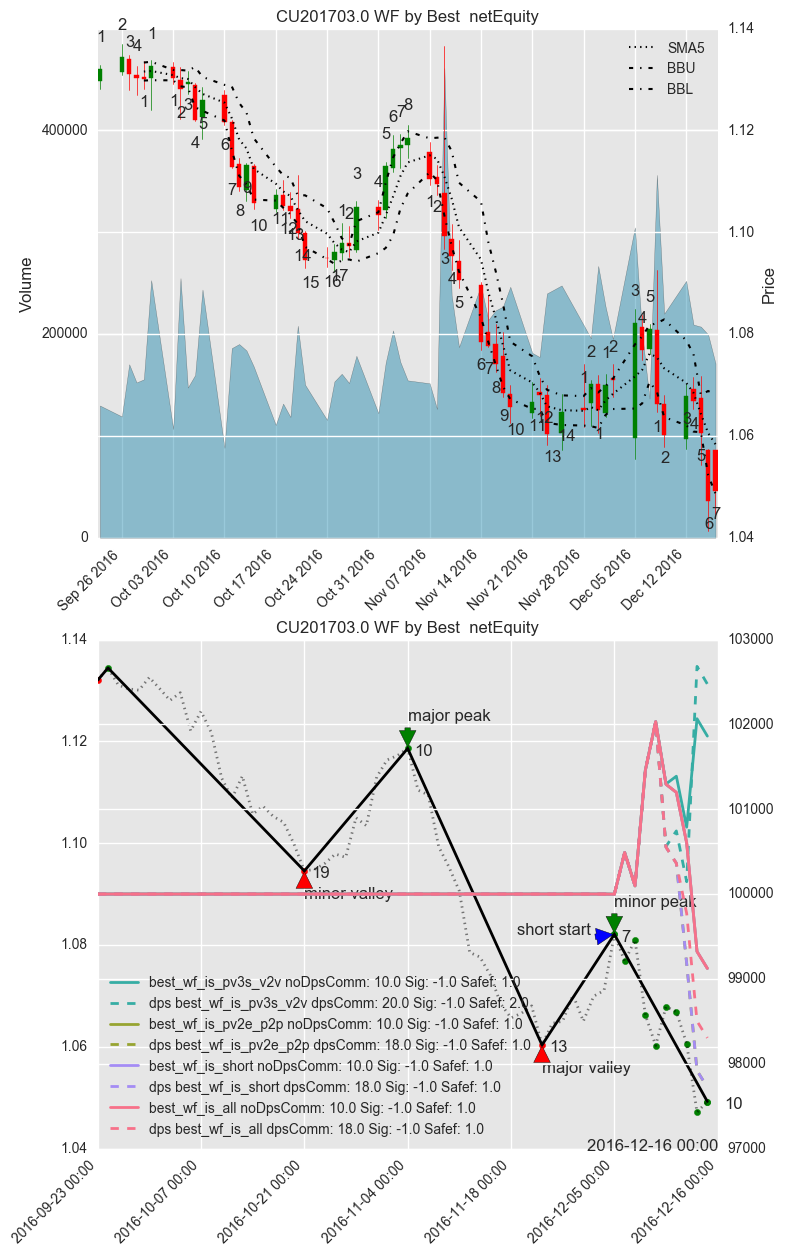 CU201703.0 WF by Best netEquity
1.14
SMA5
BBU
BBL
400000
1.12
1.10
Volume
Price
200000
1.08
1.06
0
1.04
Sep 26 2016
Oct 03 2016
Oct 10 2016
Oct 17 2016
Oct 24 2016
Oct 31 2016
Nov 07 2016
Nov 14 2016
Nov 21 2016
Nov 28 2016
Dec 05 2016
Dec 12 2016
CU201703.0 WF by Best netEquity
1.14
103000
major peak
1.12
10
102000
1.10
101000
19
minor valley
100000
minor peak
short start
7
1.08
99000
best_wf_is_pv3s_v2v noDpsComm: 10.0 Sig: -1.0 Safef: 1.0
dps best_wf_is_pv3s_v2v dpsComm: 20.0 Sig: -1.0 Safef: 2.0
best_wf_is_pv2e_p2p noDpsComm: 10.0 Sig: -1.0 Safef: 1.0
dps best_wf_is_pv2e_p2p dpsComm: 18.0 Sig: -1.0 Safef: 1.0
1.06
13
best_wf_is_short noDpsComm: 10.0 Sig: -1.0 Safef: 1.0
major valley
98000
dps best_wf_is_short dpsComm: 18.0 Sig: -1.0 Safef: 1.0
best_wf_is_all noDpsComm: 10.0 Sig: -1.0 Safef: 1.0
10
dps best_wf_is_all dpsComm: 18.0 Sig: -1.0 Safef: 1.0
2016-12-16 00:00
1.04
97000
2016-09-23 00:00
2016-10-07 00:00
2016-10-21 00:00
2016-11-04 00:00
2016-11-18 00:00
2016-12-05 00:00
2016-12-16 00:00